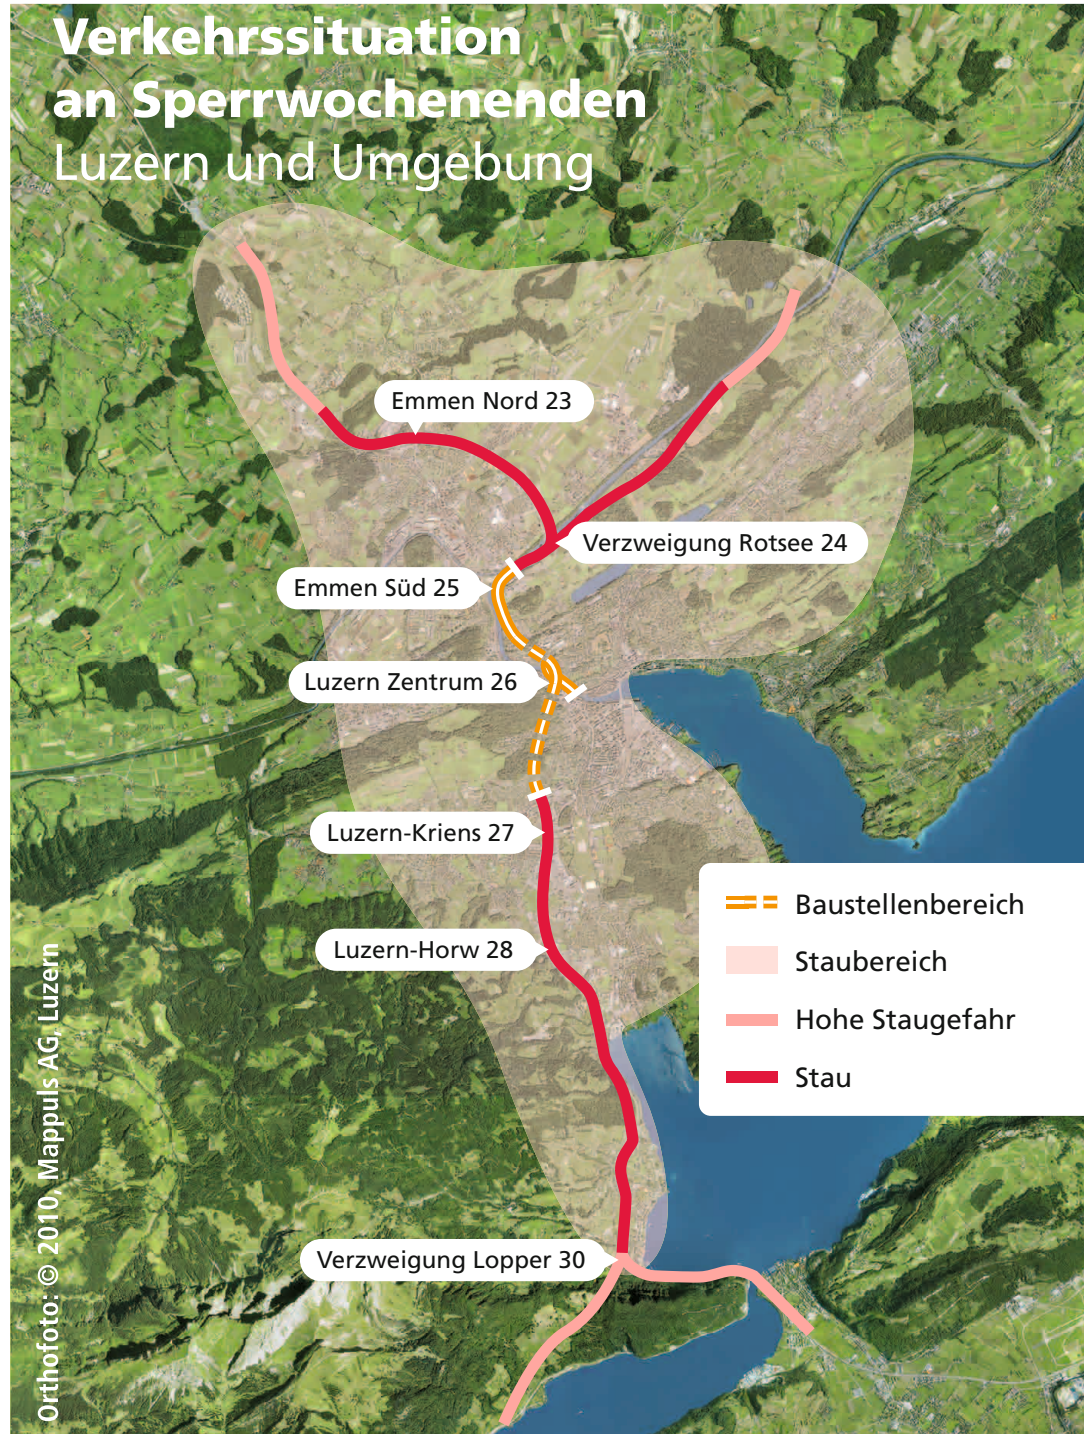 Verkehrssituation
an Sperrwochenenden
Luzern und Umgebung
Emmen Nord 23
Verzweigung Rotsee 24
Emmen Süd 25
Luzern Zentrum 26
Luzern-Kriens 27
Luzern-Horw 28
Verzweigung Lopper 30
Baustellenbereich
Staubereich
Hohe Staugefahr
Stau
Orthofoto: © 2010, Mappuls AG, Luzern